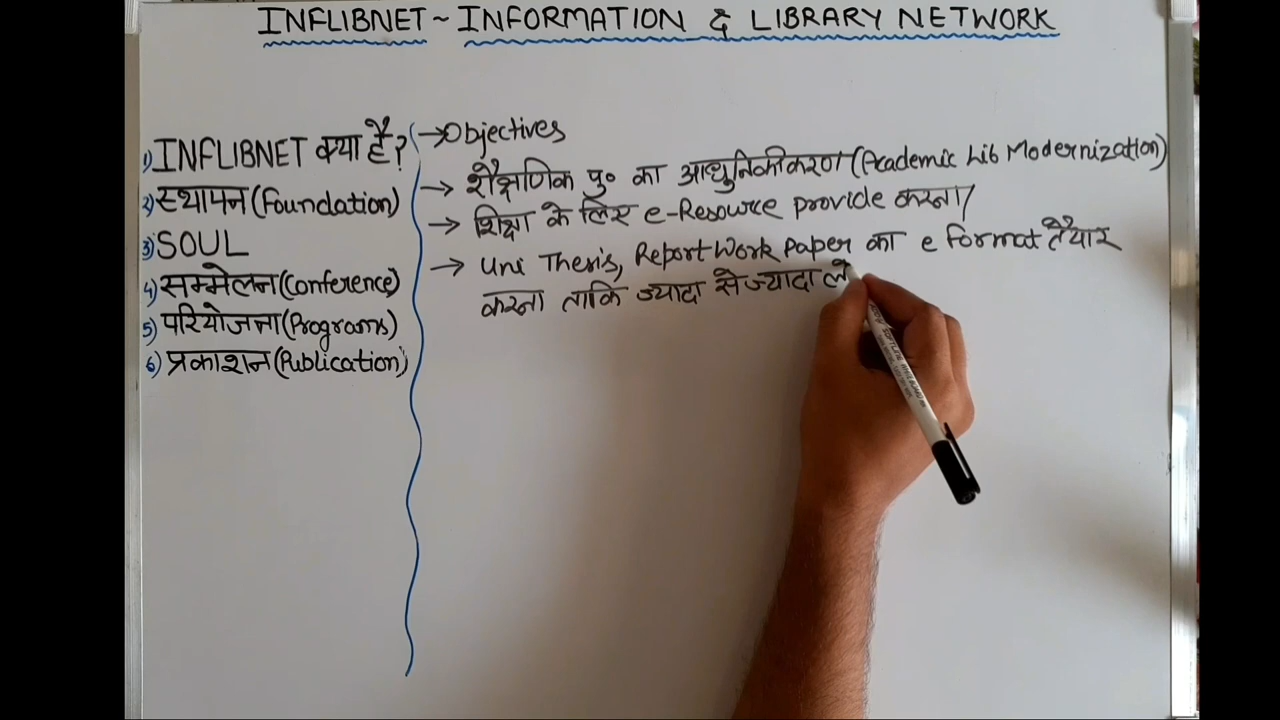 INFLIBNET ~ INFORMATION & LIBRARY NETWORK
1) INFLIBNET क्या है?
2) स्थापन (Foundation)
3) SOUL
4) सम्मेलन (Conference)
5) परियोजना (Programs)
6) प्रकाशन (Publication)
→ Objectives
→ शैक्षणिक पु० का आधुनिकीकरण (Academic Lib Modernization)
→ शिक्षा के लिए e-Resource provide करना/
→ Uni Thesis, Report Work Paper का e format तैयार
करना ताकि ज्यादा से ज्यादा